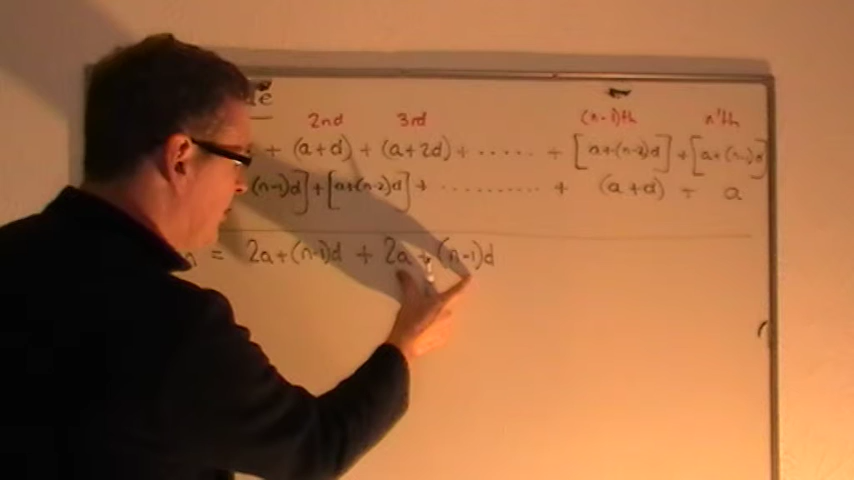 2nd 3rd (n-1)th n'th
+ (a+d) + (a+2d) + ...... + [a+(n-2)d] + [a+(n-1)d]
(n-1)d] + [a+(n-2)d] + .......... + (a+d) + a
n = 2a+(n-1)d + 2a+(n-1)d